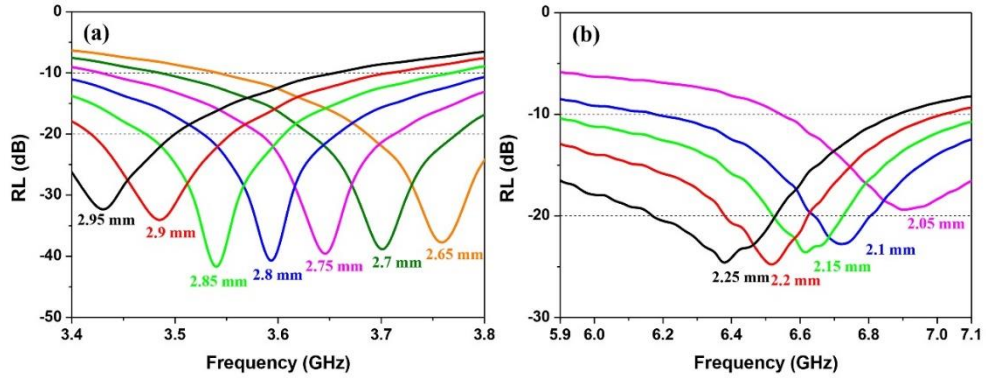 (a)
RL (dB)
0
-10
-20
-30
-40
-50
2.95 mm
2.9 mm
2.85 mm
2.8 mm
2.75 mm
2.7 mm
2.65 mm
3.4
3.5
3.6
3.7
3.8
Frequency (GHz)
(b)
RL (dB)
0
-10
-20
-30
2.25 mm
2.2 mm
2.15 mm
2.1 mm
2.05 mm
5.9
6.0
6.2
6.4
6.6
6.8
7.0
7.1
Frequency (GHz)